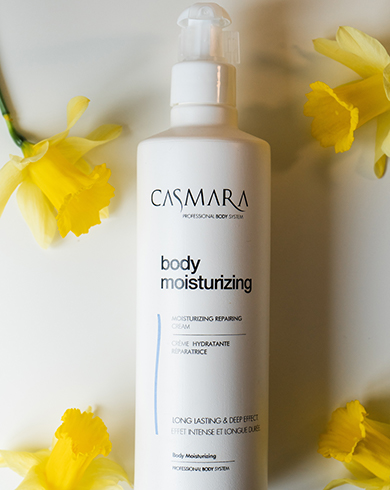 CASMARA
PROFESSIONAL BODY SYSTEM
body
moisturizing
MOISTURIZING REPAIRING
CREAM
CRÈME HYDRATANTE
RÉPARATRICE
LONG LASTING & DEEP EFFECT
EFFET INTENSE ET LONGUE DURÉE
Body Moisturizing
PROFESSIONAL BODY SYSTEM